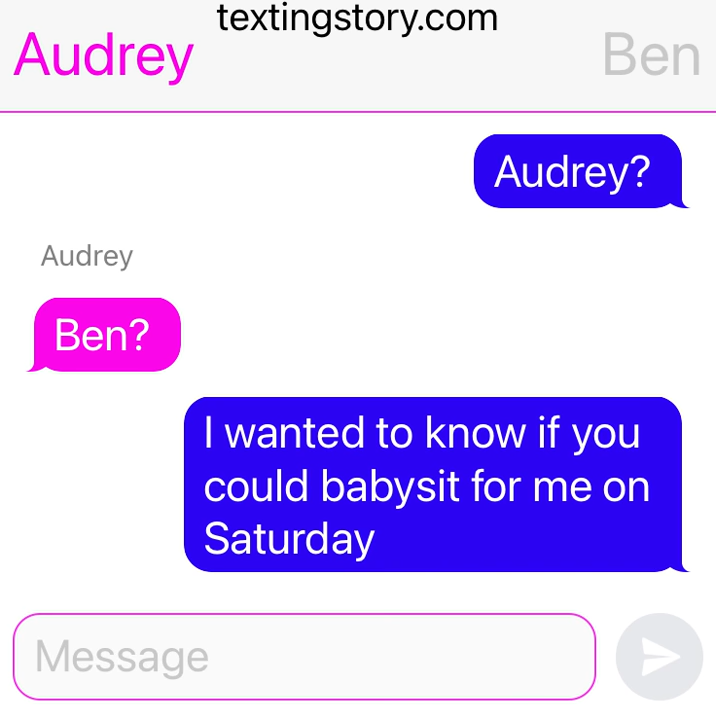 textingstory.com
Audrey
Ben
Audrey?
Audrey
Ben?
I wanted to know if you
could babysit for me on
Saturday
Message